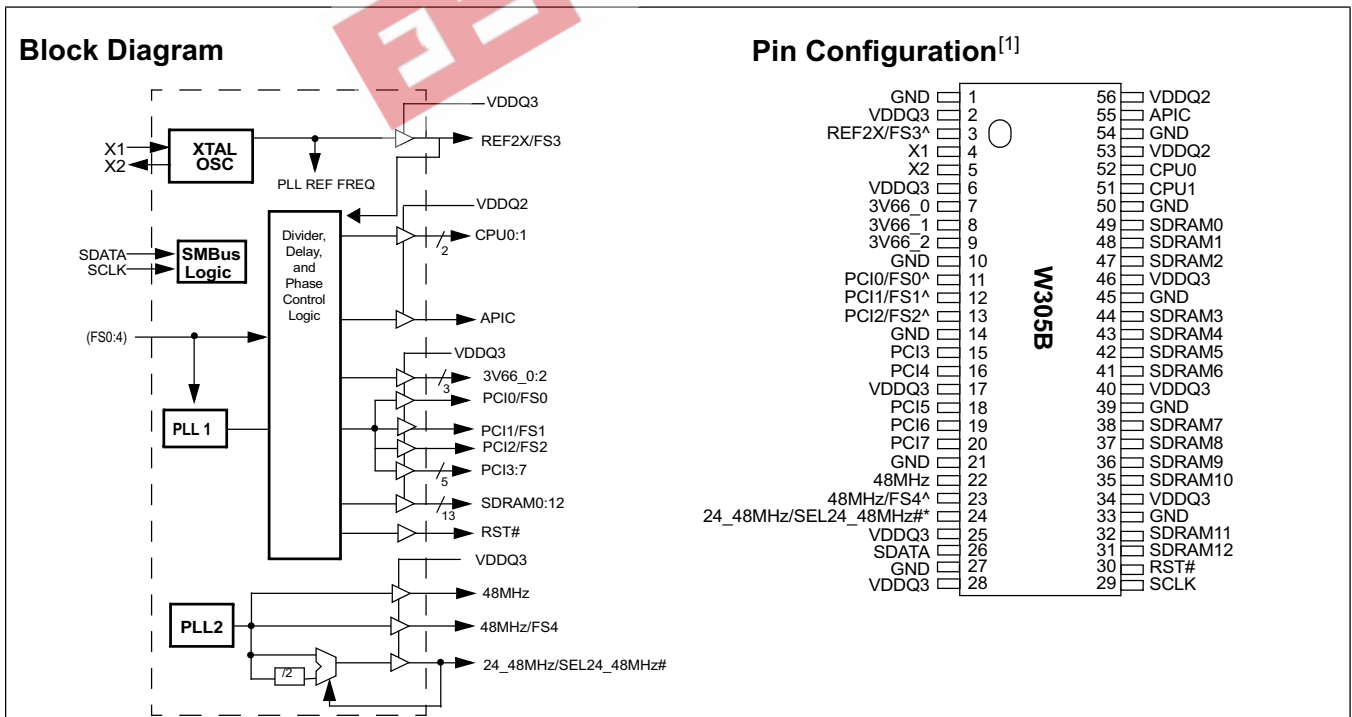 Block Diagram
VDDQ3
REF2X/FS3
X1
X2
XTAL
OSC
PLL REF FREQ
VDDQ2
CPU0:1
2
SDATA
SCLK
SMBus
Logic
Divider,
Delay,
and
Phase
Control
Logic
APIC
(FS0:4)
VDDQ3
3V66_0:2
3
PCI0/FS0
PLL 1
PCI1/FS1
PCI2/FS2
PCI3:7
5
SDRAM0:12
13
RST#
VDDQ3
48MHz
PLL2
48MHz/FS4
/2
24_48MHz/SEL24_48MHz#
Pin Configuration[1]
GND 1
VDDQ3 2
REF2X/FS3^ 3
X1 4
X2 5
VDDQ3 6
3V66_0 7
3V66_1 8
3V66_2 9
GND 10
PCI0/FS0^ 11
PCI1/FS1^ 12
PCI2/FS2^ 13
GND 14
PCI3 15
PCI4 16
VDDQ3 17
PCI5 18
PCI6 19
PCI7 20
GND 21
48MHz 22
48MHz/FS4^ 23
24_48MHz/SEL24_48MHz#* 24
VDDQ3 25
SDATA 26
GND 27
VDDQ3 28
W305B
56 VDDQ2
55 APIC
54 GND
53 VDDQ2
52 CPU0
51 CPU1
50 GND
49 SDRAM0
48 SDRAM1
47 SDRAM2
46 VDDQ3
45 GND
44 SDRAM3
43 SDRAM4
42 SDRAM5
41 SDRAM6
40 VDDQ3
39 GND
38 SDRAM7
37 SDRAM8
36 SDRAM9
35 SDRAM10
34 VDDQ3
33 GND
32 SDRAM11
31 SDRAM12
30 RST#
29 SCLK